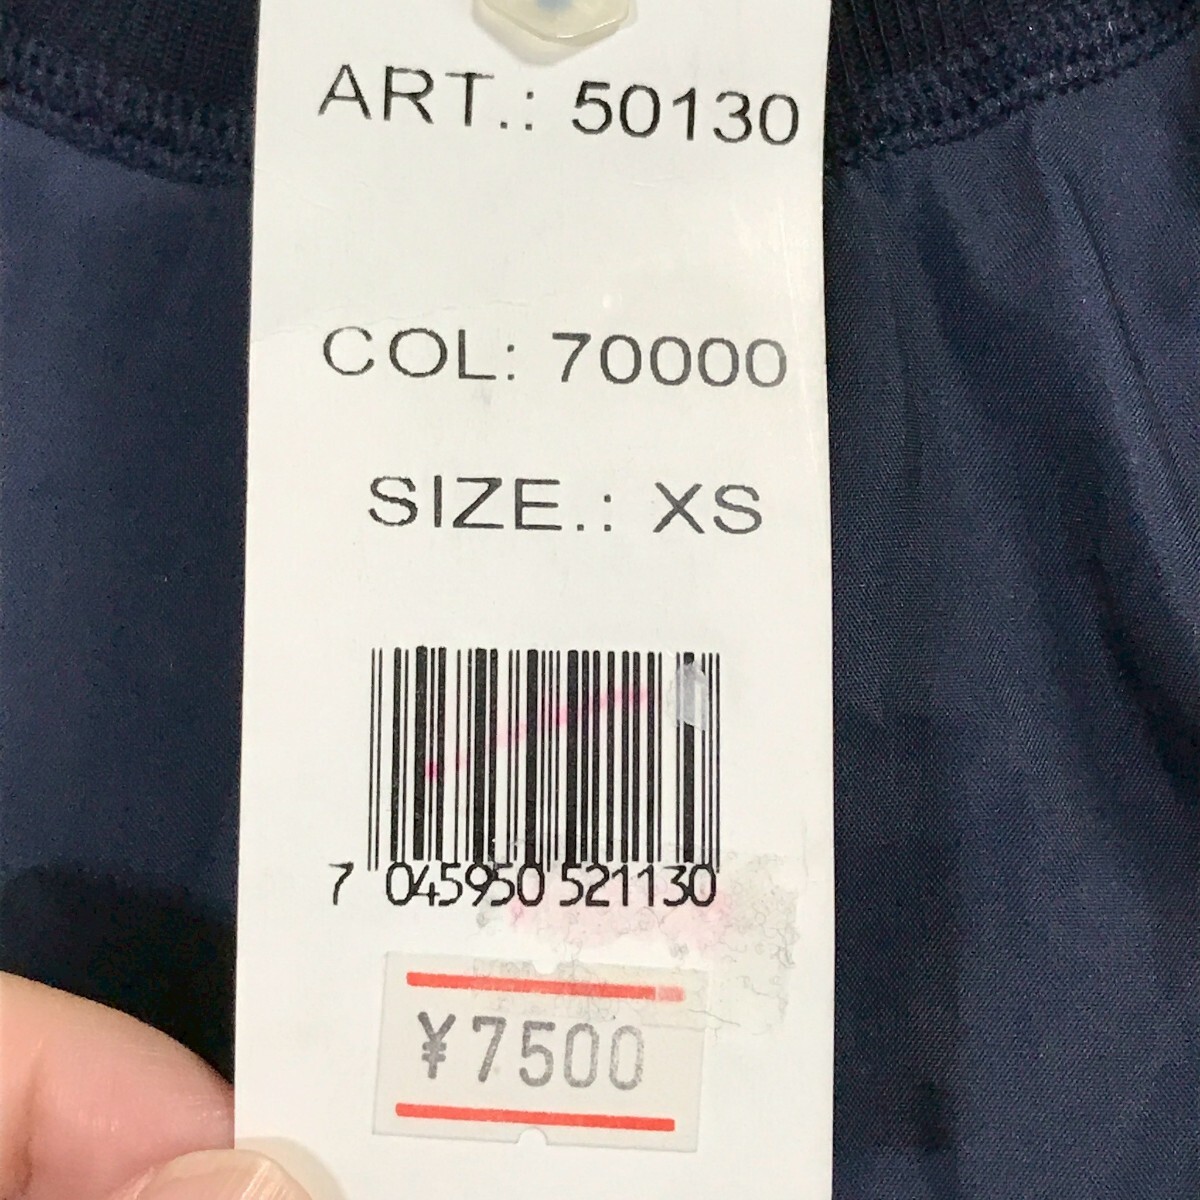 ART.: 50130
COL: 70000
SIZE.: XS
7 045950 521130
¥7500